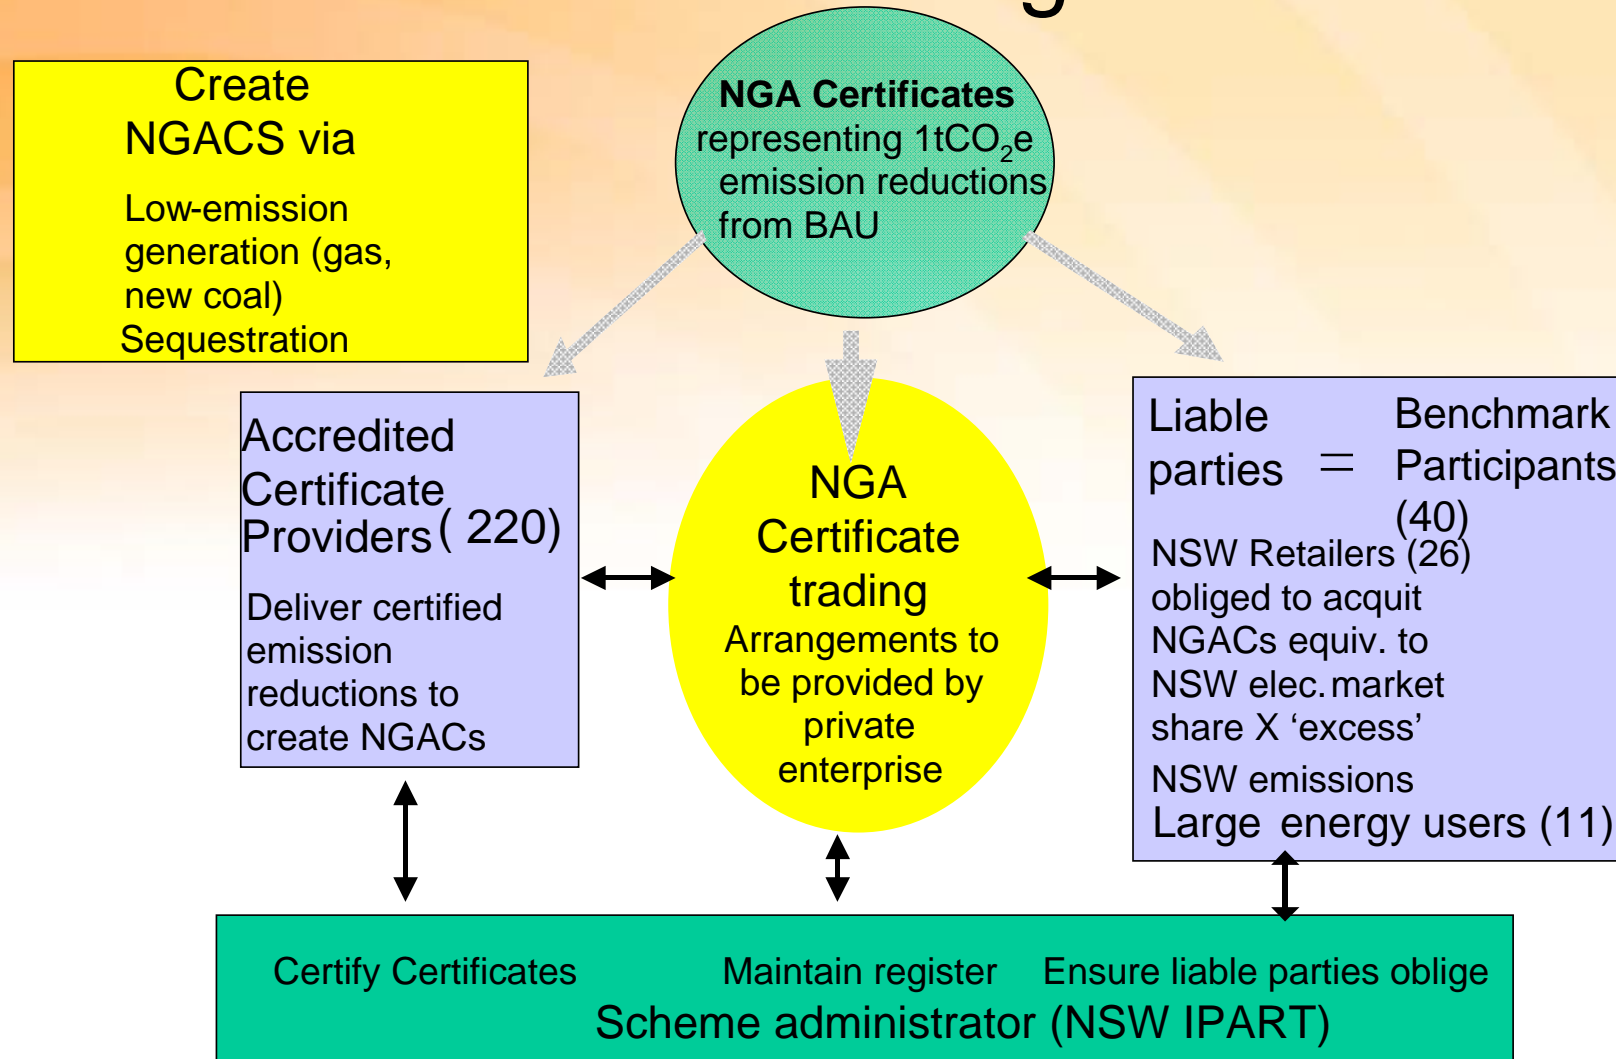 Create
NGACS via
Low-emission
generation (gas,
new coal)
Sequestration
NGA Certificates
representing 1tCO₂e
emission reductions
from BAU
Accredited
Certificate
Providers ( 220)
Deliver certified
emission
reductions to
create NGACs
NGA
Certificate
trading
Arrangements to
be provided by
private
enterprise
Liable
parties
=
Benchmark
Participants
(40)
NSW Retailers (26)
obliged to acquit
NGACs equiv. to
NSW elec. market
share X ‘excess’
NSW emissions
Large energy users (11)
Certify Certificates
Maintain register
Ensure liable parties oblige
Scheme administrator (NSW IPART)